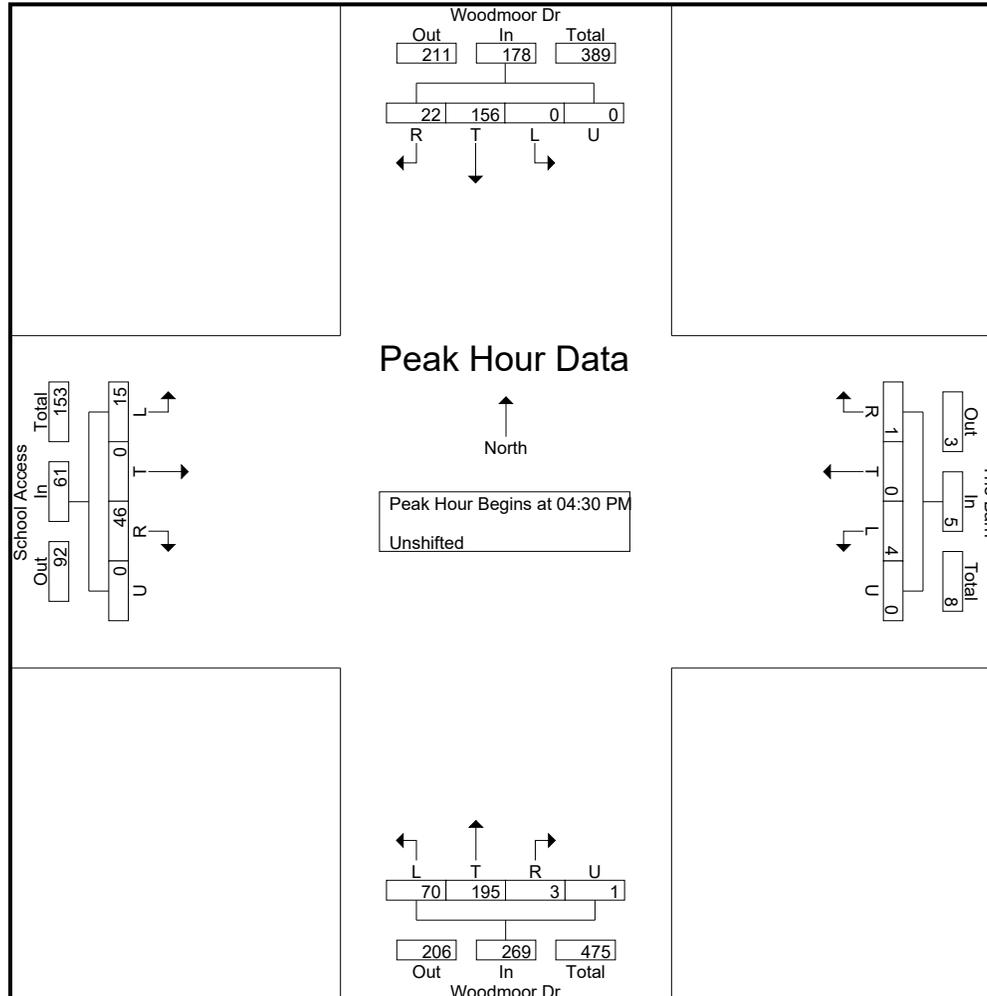 Woodmoor Dr
Out In Total
211 178 389
22 156 0 0
R T L U
Peak Hour Data
North
Peak Hour Begins at 04:30 PM
Unshifted
School Access
Total In Out
153 61 92
15 0 46 0
L T R U
R T L U
1 0 4 0
Out In Total
3 5 8
L T R U
70 195 3 1
206 269 475
Out In Total
Woodmoor Dr